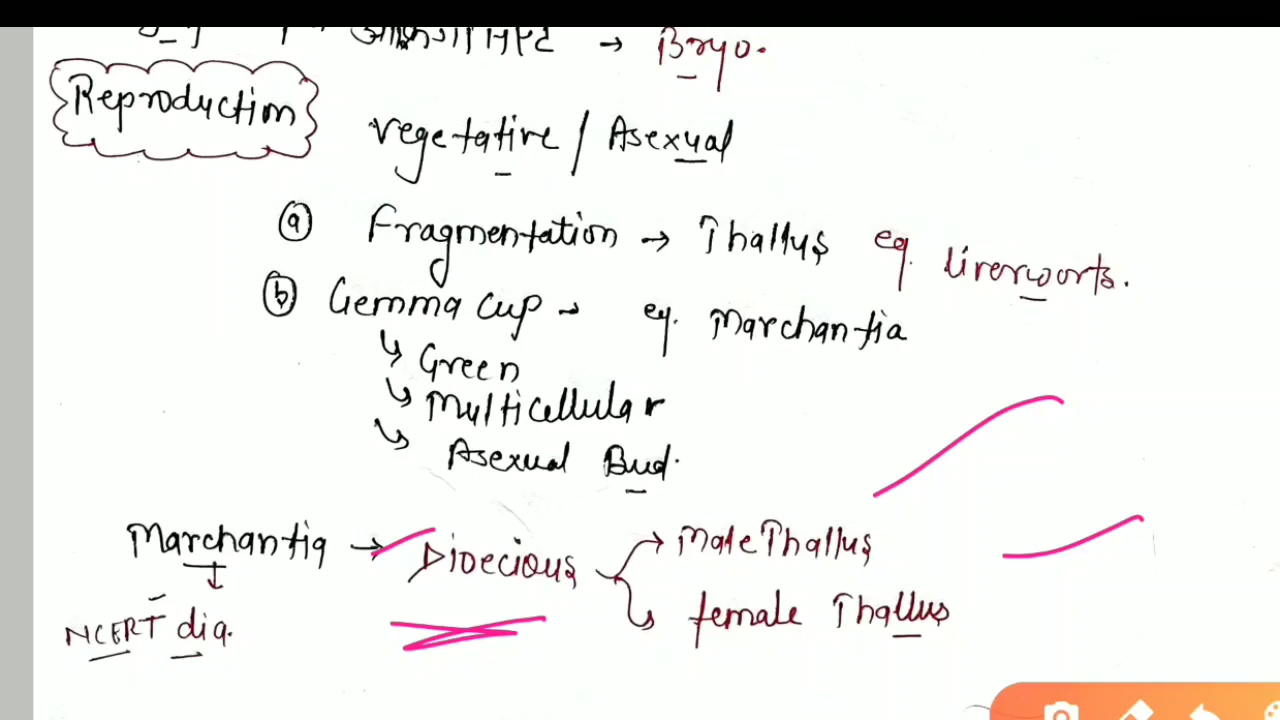 → Bryo.
Reproduction
vegetative / Asexual
(a) Fragmentation → Thallus eg. liverworts.
(b) Gemma cup → eg. Marchantia
↳ Green
↳ Multicellular
↳ Asexual Bud.
Marchantia → Dioecious → Male Thallus
↳ female Thallus
NCERT dia.